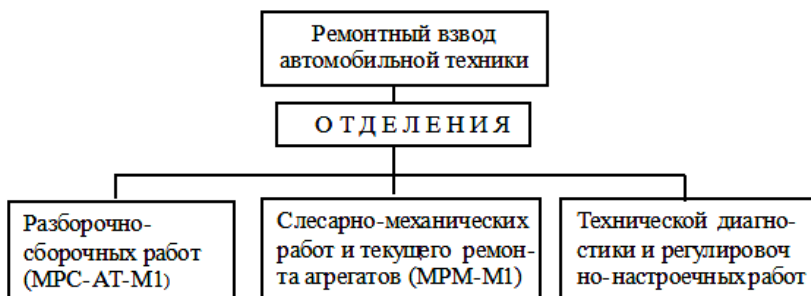 Ремонтный взвод
автомобильной техники
ОТДЕЛЕНИЯ
Разборочно-
сборочных работ
(МРС-АТ-М1)
Слесарно-механических
работ и текущего ремон-
та агрегатов (МРМ-М1)
Технической диагно-
стики и регулировоч
но-настроечных работ